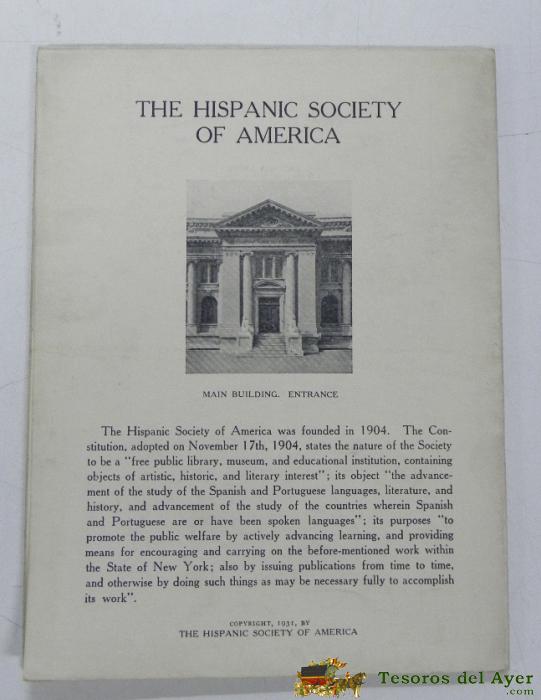 THE HISPANIC SOCIETY
OF AMERICA
MAIN BUILDING. ENTRANCE
The Hispanic Society of America was founded in 1904. The Con-
stitution, adopted on November 17th, 1904, states the nature of the Society
to be a "free public library, museum, and educational institution, containing
objects of artistic, historic, and literary interest"; its object "the advance-
ment of the study of the Spanish and Portuguese languages, literature, and
history, and advancement of the study of the countries wherein Spanish
and Portuguese are or have been spoken languages"; its purposes "to
promote the public welfare by actively advancing learning, and providing
means for encouraging and carrying on the before-mentioned work within
the State of New York; also by issuing publications from time to time,
and otherwise by doing such things as may be necessary fully to accomplish
its work".
COPYRIGHT, 1931, BY
THE HISPANIC SOCIETY OF AMERICA
Tesoros del Ayer
.com